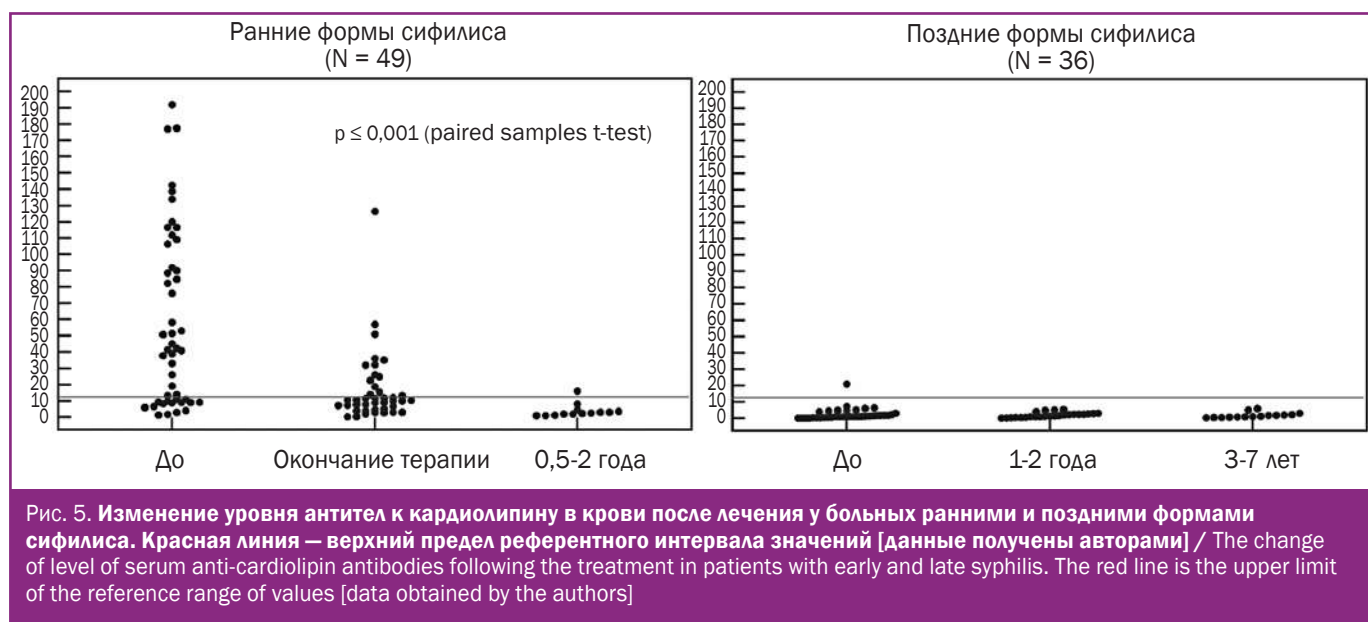 Ранние формы сифилиса
(N = 49)
200
190
180
170
160
150
140
130
120
110
100
90
80
70
60
50
40
30
20
10
0
p ≤ 0,001 (paired samples t-test)
До
Окончание терапии
0,5-2 года
Поздние формы сифилиса
(N = 36)
200
190
180
170
160
150
140
130
120
110
100
90
80
70
60
50
40
30
20
10
0
До
1-2 года
3-7 лет
Рис. 5. Изменение уровня антител к кардиолипину в крови после лечения у больных ранними и поздними формами
сифилиса. Красная линия — верхний предел референтного интервала значений [данные получены авторами] / The change
of level of serum anti-cardiolipin antibodies following the treatment in patients with early and late syphilis. The red line is the upper limit
of the reference range of values [data obtained by the authors]